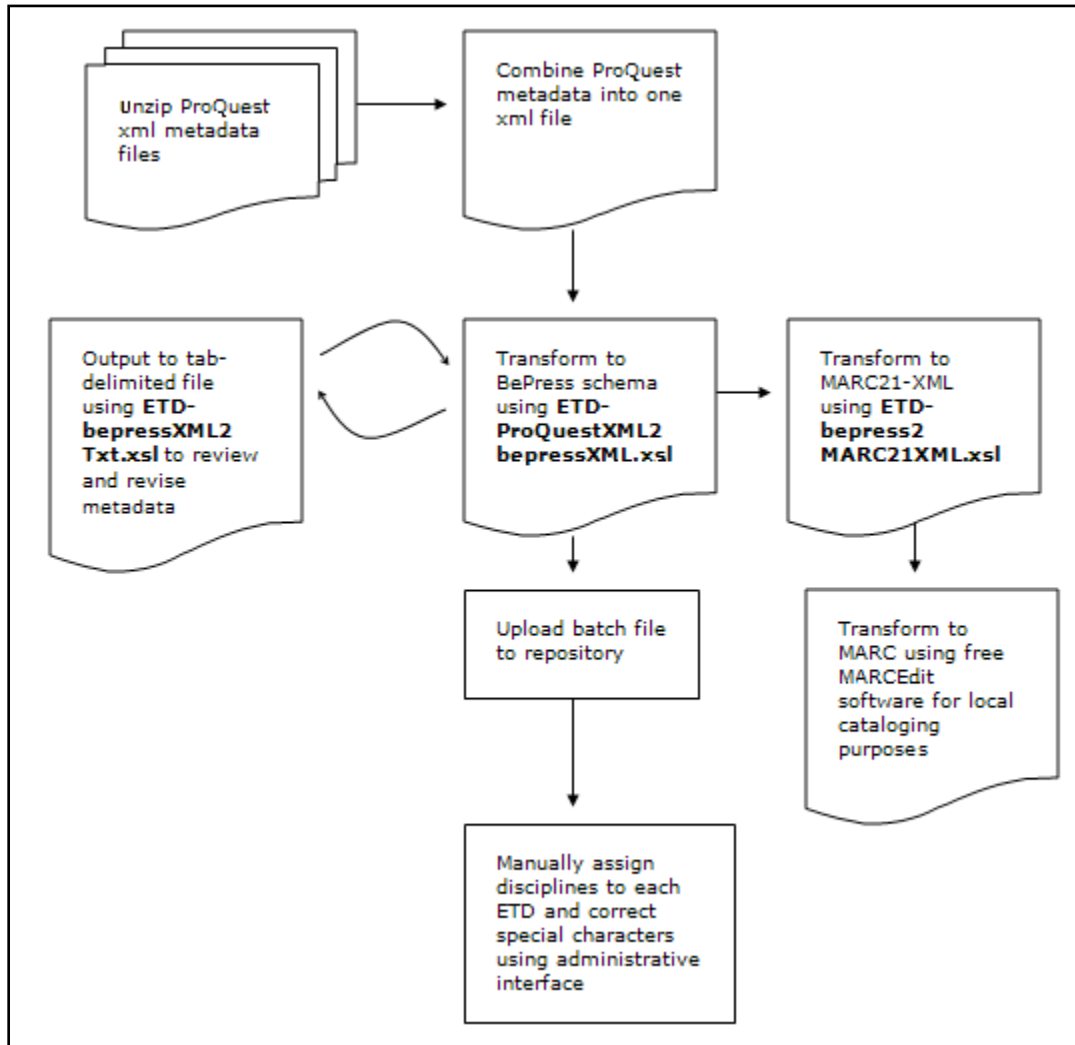 Unzip ProQuest
xml metadata
files
Combine ProQuest
metadata into one
xml file
Output to tab-
delimited file
using ETD-
bepressXML2
Txt.xsl to review
and revise
metadata
Transform to
BePress schema
using ETD-
ProQuestXML2
bepressXML.xsl
Transform to
MARC21-XML
using ETD-
bepress2
MARC21XML.xsl
Upload batch file
to repository
Transform to
MARC using free
MARCEdit
software for local
cataloging
purposes
Manually assign
disciplines to each
ETD and correct
special characters
using administrative
interface